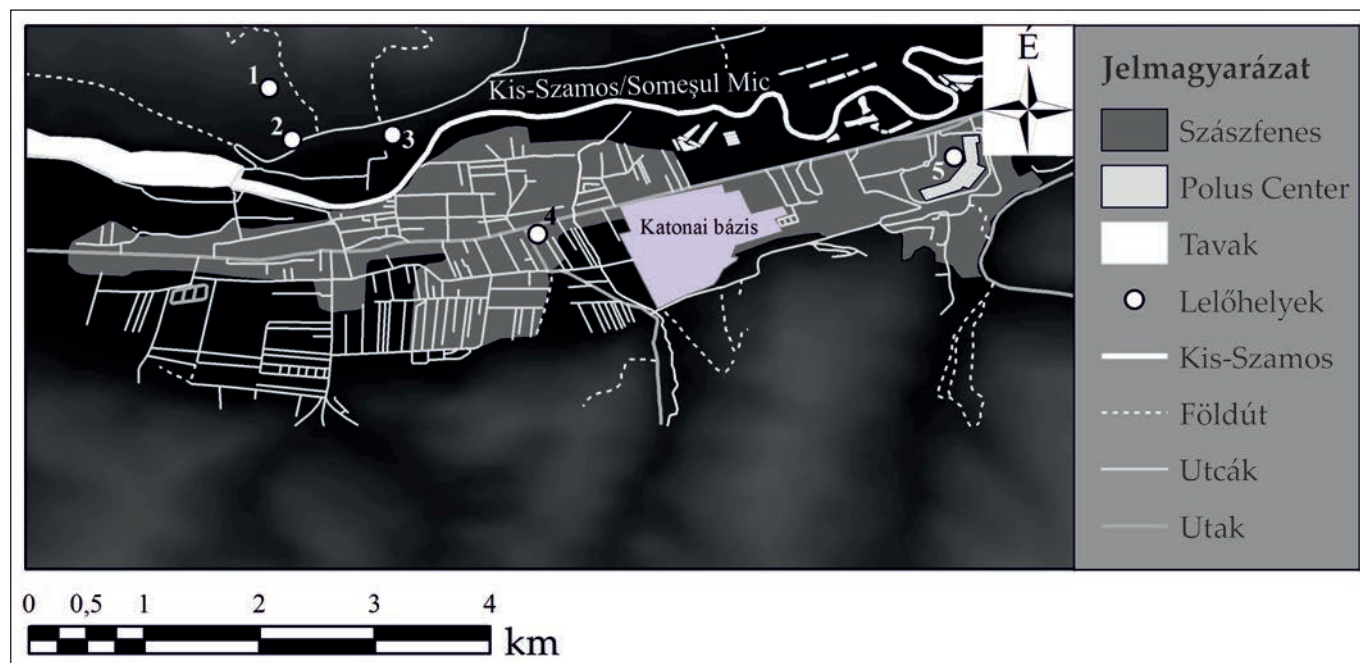 É
Kis-Szamos/Someșul Mic
1
2
3
4
5
Katonai bázis
Jelmagyarázat
Szászfenes
Polus Center
Tavak
Lelőhelyek
Kis-Szamos
Földút
Utcák
Utak
0 0,5 1 2 3 4
km